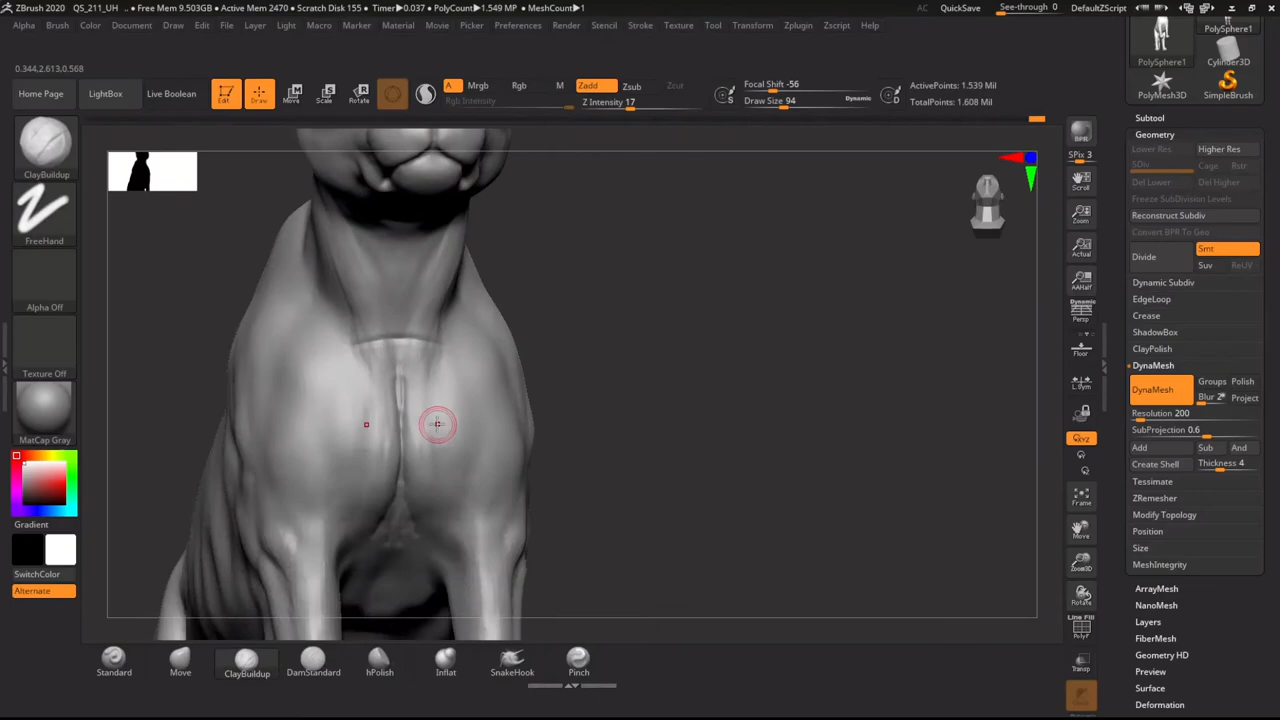 ZBrush 2020 QS_211_UH .. • Free Mem 9.503GB • Active Mem 2470 • Scratch Disk 155 • Timer▶0.037 • PolyCount▶1.549 MP • MeshCount▶1
AC QuickSave See-through 0 DefaultZScript
Alpha Brush Color Document Draw Edit File Layer Light Macro Marker Material Movie Picker Preferences Render Stencil Stroke Texture Tool Transform Zplugin Zscript Help
0.344,2.613,0.568
Home Page LightBox Live Boolean Edit Draw Move Scale Rotate
A Mrgb Rgb M Zadd Zsub Zcut
Rgb Intensity Z Intensity 17
Focal Shift -56
Draw Size 94 Dynamic
S D
ActivePoints: 1.539 Mil
TotalPoints: 1.608 Mil
ClayBuildup
FreeHand
Alpha Off
Texture Off
MatCap Gray
Gradient
SwitchColor
Alternate
BPR
SPix 3
Scroll
Zoom
Actual
AAHalf
Dynamic
Persp
Floor
L.Sym
XYZ
Frame
Move
Zoom3D
Rotate
Line Fill
PolyF
Transp
PolySphere1
PolySphere1 Cylinder3D
PolyMesh3D SimpleBrush
Subtool
Geometry
Lower Res Higher Res
SDiv Cage Rstr
Del Lower Del Higher
Freeze SubDivision Levels
Reconstruct Subdiv
Convert BPR To Geo
Divide Smt
Suv ReUV
Dynamic Subdiv
EdgeLoop
Crease
ShadowBox
ClayPolish
DynaMesh
DynaMesh Groups Polish
Blur 2 Project
Resolution 200
SubProjection 0.6
Add Sub And
Create Shell Thickness 4
Tessimate
ZRemesher
Modify Topology
Position
Size
MeshIntegrity
ArrayMesh
NanoMesh
Layers
FiberMesh
Geometry HD
Preview
Surface
Deformation
Standard Move ClayBuildup DamStandard hPolish Inflat SnakeHook Pinch